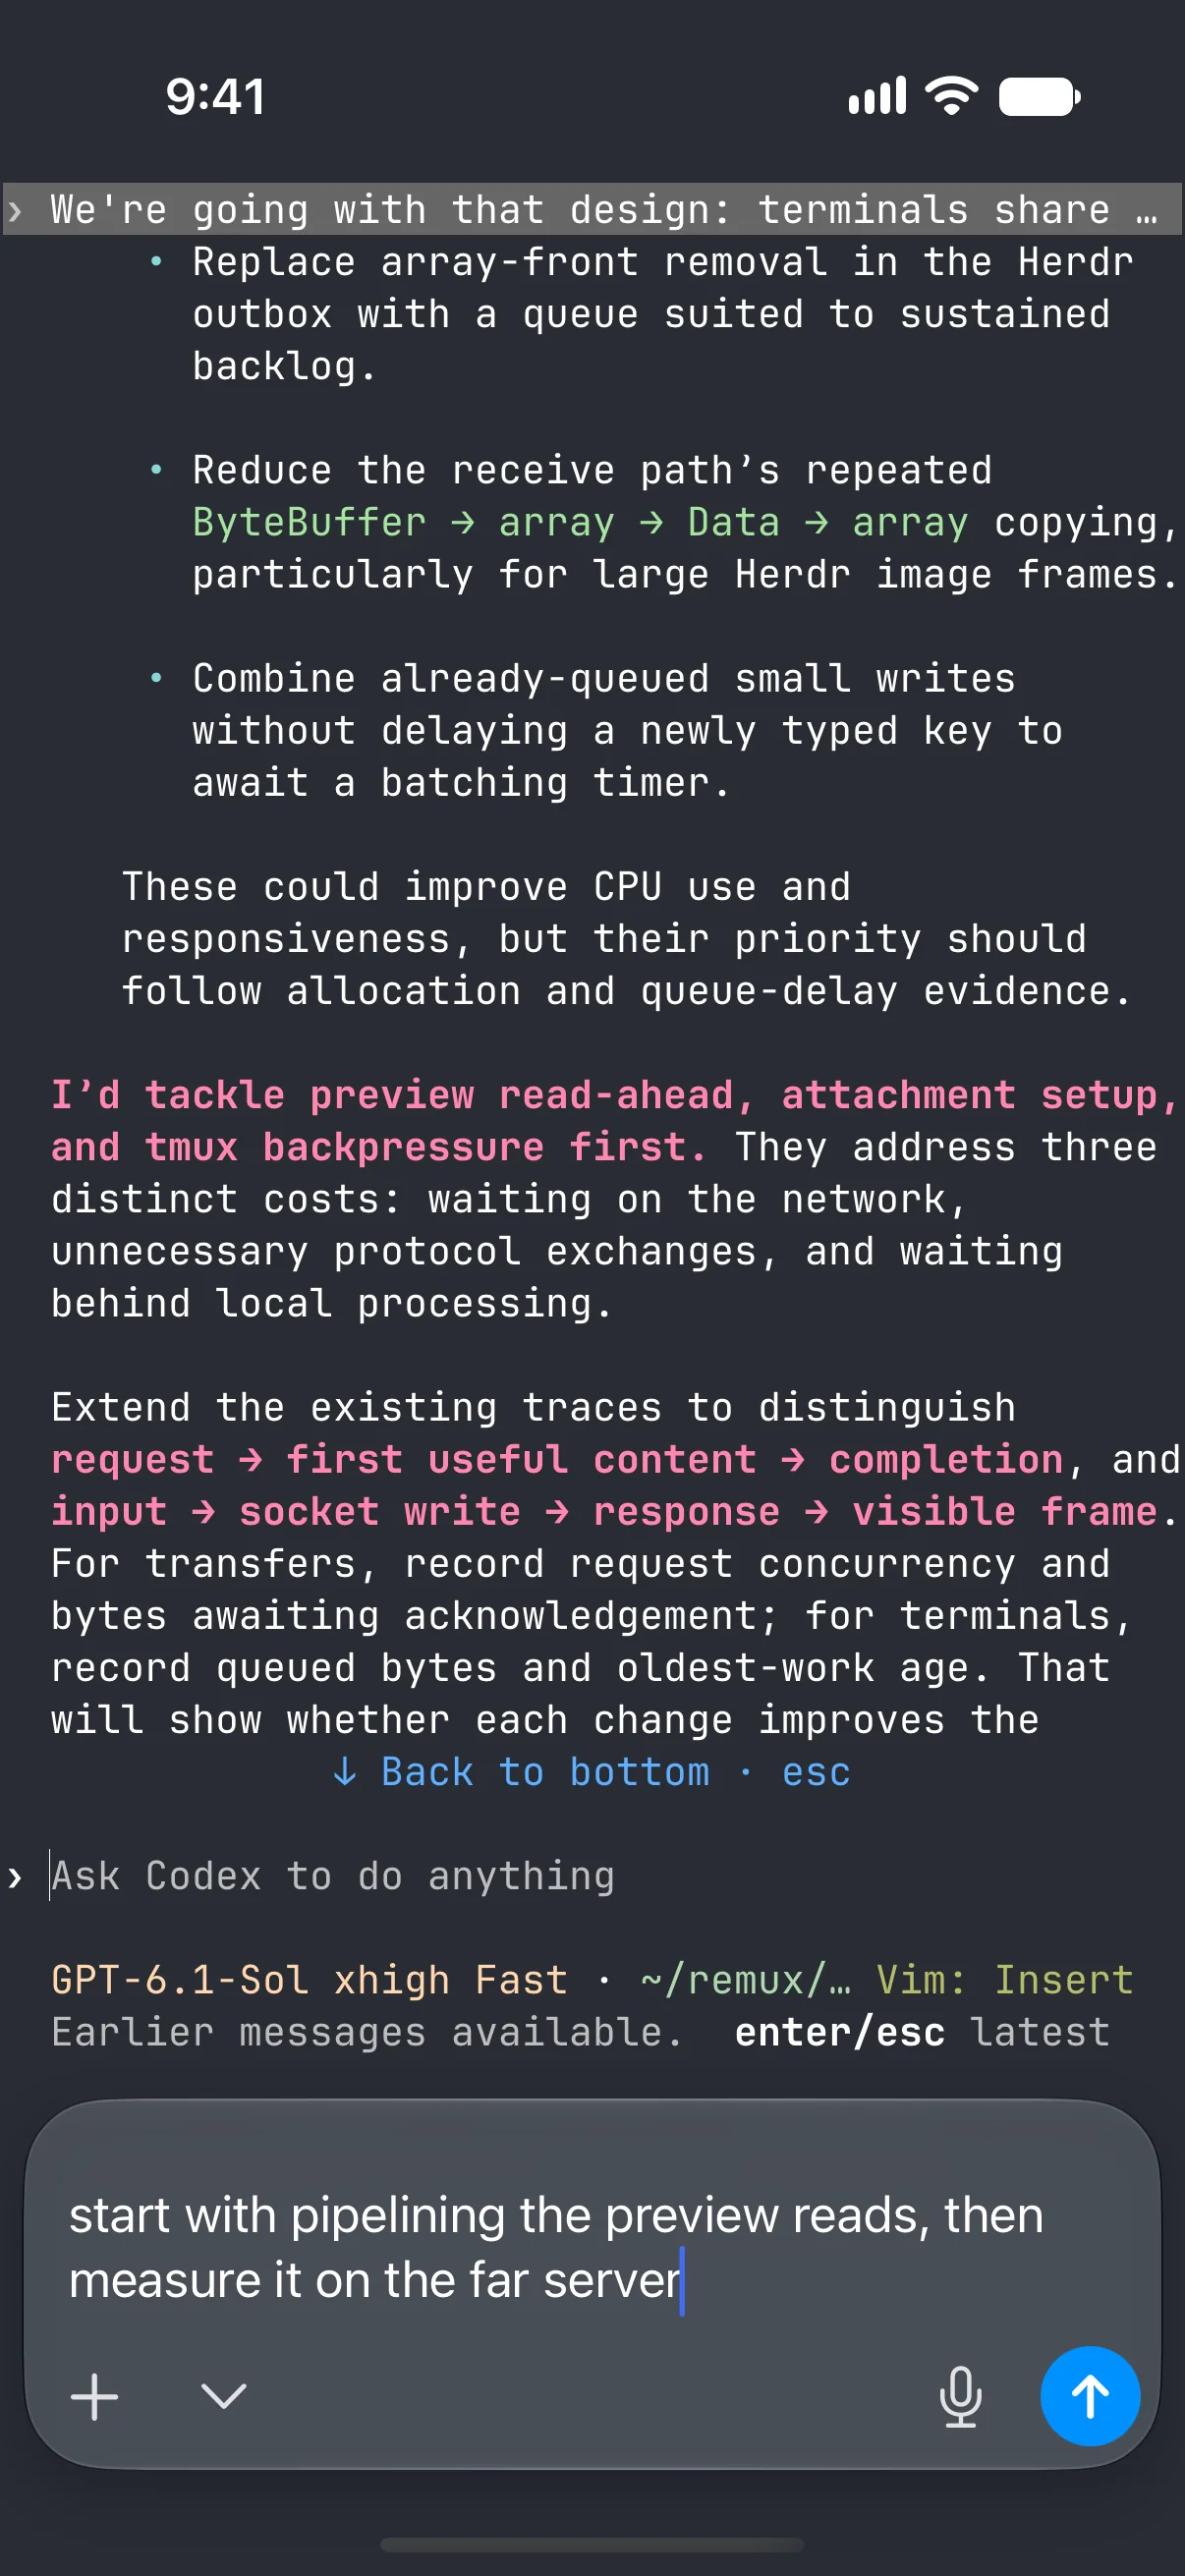 9:41
› We're going with that design: terminals share …
• Replace array-front removal in the Herdr
outbox with a queue suited to sustained
backlog.
• Reduce the receive path’s repeated
ByteBuffer → array → Data → array copying,
particularly for large Herdr image frames.
• Combine already-queued small writes
without delaying a newly typed key to
await a batching timer.
These could improve CPU use and
responsiveness, but their priority should
follow allocation and queue-delay evidence.
I’d tackle preview read-ahead, attachment setup,
and tmux backpressure first. They address three
distinct costs: waiting on the network,
unnecessary protocol exchanges, and waiting
behind local processing.
Extend the existing traces to distinguish
request → first useful content → completion, and
input → socket write → response → visible frame.
For transfers, record request concurrency and
bytes awaiting acknowledgement; for terminals,
record queued bytes and oldest-work age. That
will show whether each change improves the
↓ Back to bottom · esc
› Ask Codex to do anything
GPT-6.1-Sol xhigh Fast · ~/remux/… Vim: Insert
Earlier messages available. enter/esc latest
start with pipelining the preview reads, then
measure it on the far server